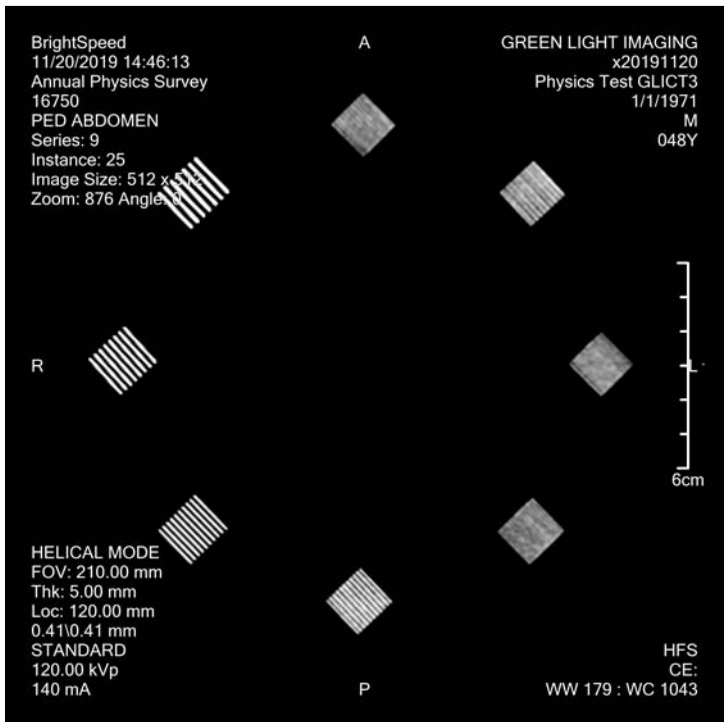 BrightSpeed
11/20/2019 14:46:13
Annual Physics Survey
16750
PED ABDOMEN
Series: 9
Instance: 25
Image Size: 512 x 512
Zoom: 876 Angle: 0
A
GREEN LIGHT IMAGING
x20191120
Physics Test GLICT3
1/1/1971
M
048Y
R
L
6cm
HELICAL MODE
FOV: 210.00 mm
Thk: 5.00 mm
Loc: 120.00 mm
0.41\0.41 mm
STANDARD
120.00 kVp
140 mA
P
HFS
CE:
WW 179 : WC 1043